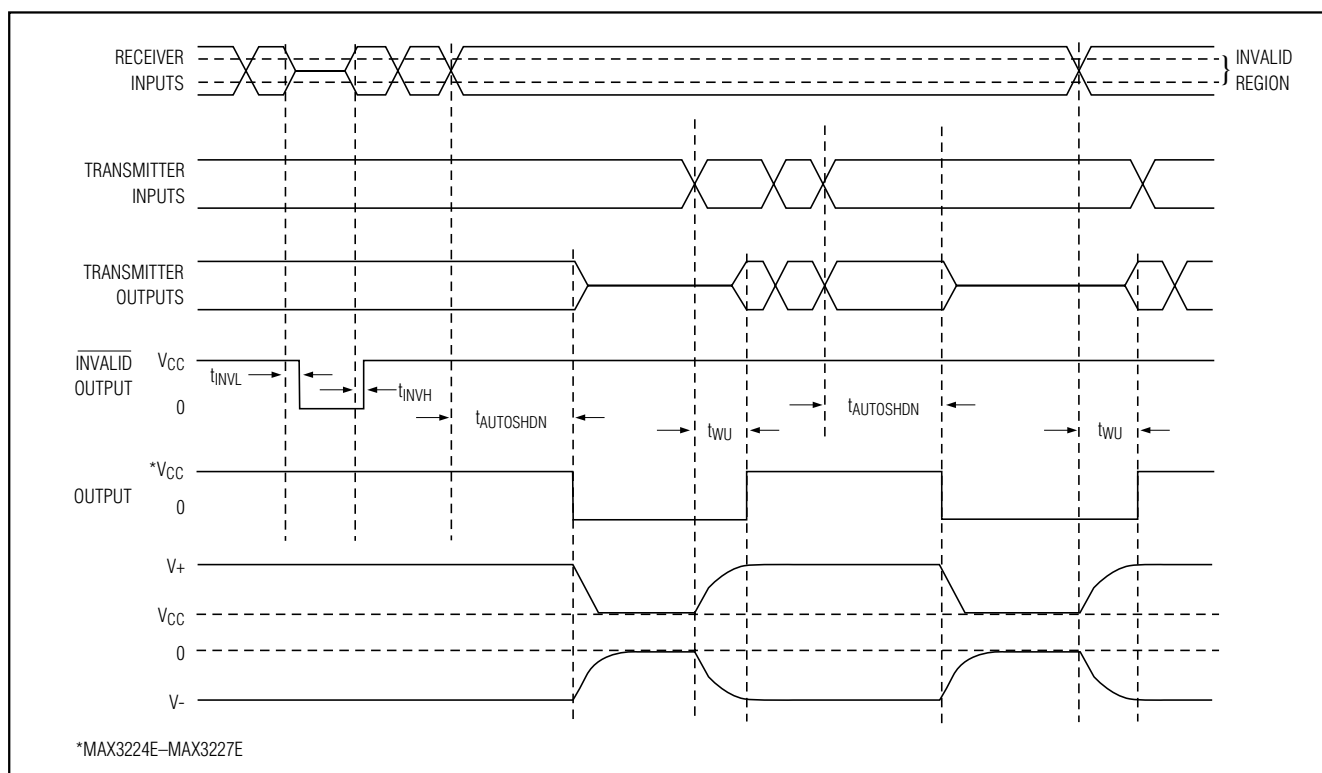 RECEIVER
INPUTS
} INVALID
REGION
TRANSMITTER
INPUTS
TRANSMITTER
OUTPUTS
INVALID
OUTPUT
VCC
0
tINVL
tINVH
tAUTOSHDN
tWU
tAUTOSHDN
tWU
OUTPUT
*VCC
0
V+
VCC
0
V-
*MAX3224E–MAX3227E